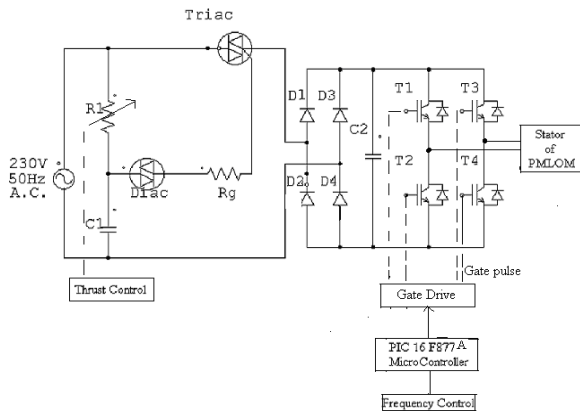 Triac
R1
D1
D3
T1
T3
C2
230V
50Hz
A.C.
Diac
Rg
D2
D4
T2
T4
C1
Stator
of
PMLOM
Gate pulse
Thrust Control
Gate Drive
PIC 16 F877A
MicroController
Frequency Control